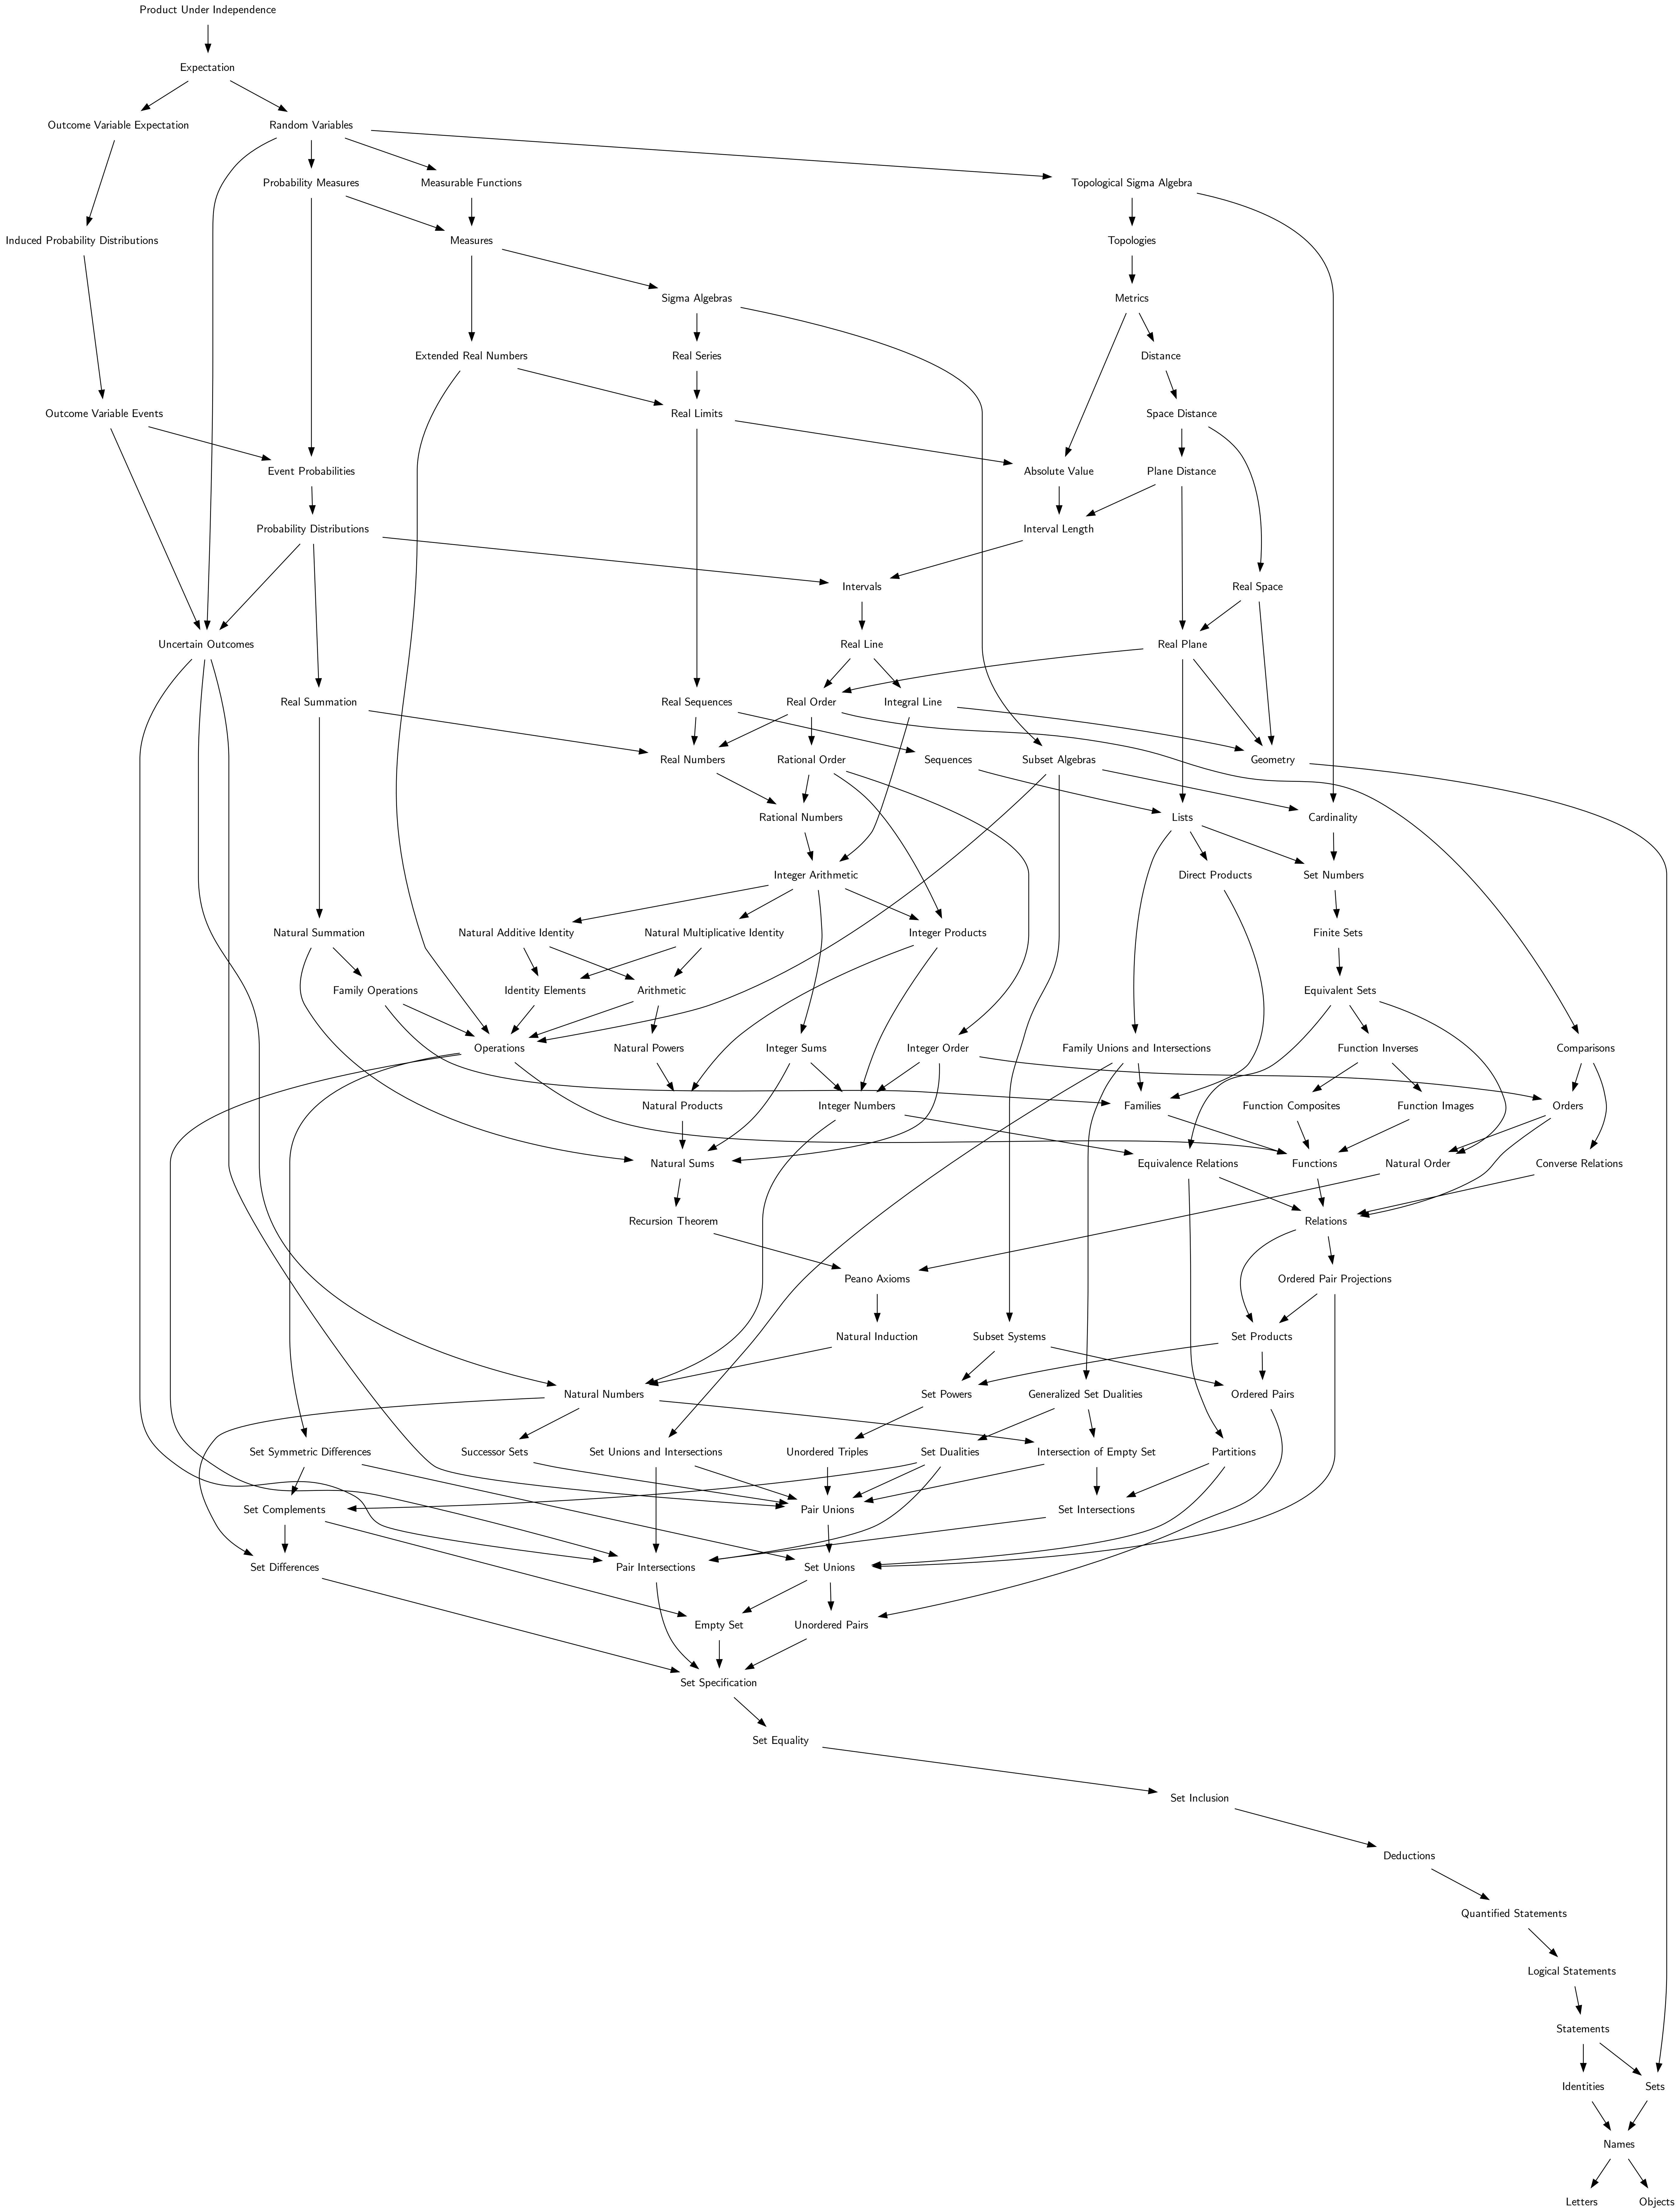 Product Under Independence
Expectation
Outcome Variable Expectation
Random Variables
Probability Measures
Measurable Functions
Topological Sigma Algebra
Induced Probability Distributions
Measures
Topologies
Sigma Algebras
Metrics
Extended Real Numbers
Real Series
Distance
Outcome Variable Events
Real Limits
Space Distance
Event Probabilities
Absolute Value
Plane Distance
Probability Distributions
Interval Length
Intervals
Real Space
Uncertain Outcomes
Real Line
Real Plane
Real Summation
Real Sequences
Real Order
Integral Line
Real Numbers
Rational Order
Sequences
Subset Algebras
Geometry
Rational Numbers
Lists
Cardinality
Integer Arithmetic
Direct Products
Set Numbers
Natural Summation
Natural Additive Identity
Natural Multiplicative Identity
Integer Products
Finite Sets
Family Operations
Identity Elements
Arithmetic
Equivalent Sets
Operations
Natural Powers
Integer Sums
Integer Order
Family Unions and Intersections
Function Inverses
Comparisons
Natural Products
Integer Numbers
Families
Function Composites
Function Images
Orders
Natural Sums
Equivalence Relations
Functions
Natural Order
Converse Relations
Recursion Theorem
Relations
Peano Axioms
Ordered Pair Projections
Natural Induction
Subset Systems
Set Products
Natural Numbers
Set Powers
Generalized Set Dualities
Ordered Pairs
Set Symmetric Differences
Successor Sets
Set Unions and Intersections
Unordered Triples
Set Dualities
Intersection of Empty Set
Partitions
Set Complements
Pair Unions
Set Intersections
Set Differences
Pair Intersections
Set Unions
Empty Set
Unordered Pairs
Set Specification
Set Equality
Set Inclusion
Deductions
Quantified Statements
Logical Statements
Statements
Identities
Sets
Names
Letters
Objects